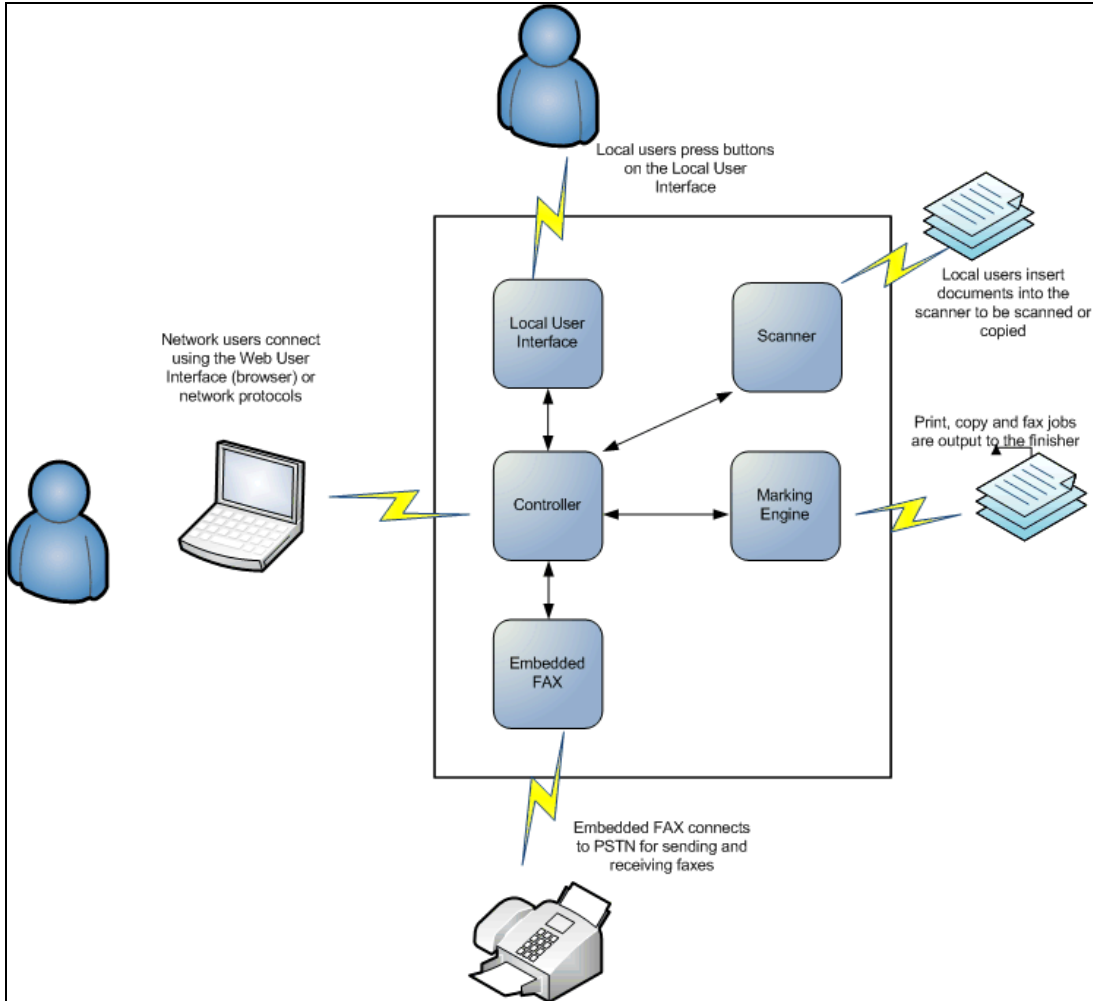 Local users press buttons
on the Local User
Interface
Local User
Interface
Scanner
Local users insert
documents into the
scanner to be scanned or
copied
Network users connect
using the Web User
Interface (browser) or
network protocols
Print, copy and fax jobs
are output to the finisher
Controller
Marking
Engine
Embedded
FAX
Embedded FAX connects
to PSTN for sending and
receiving faxes